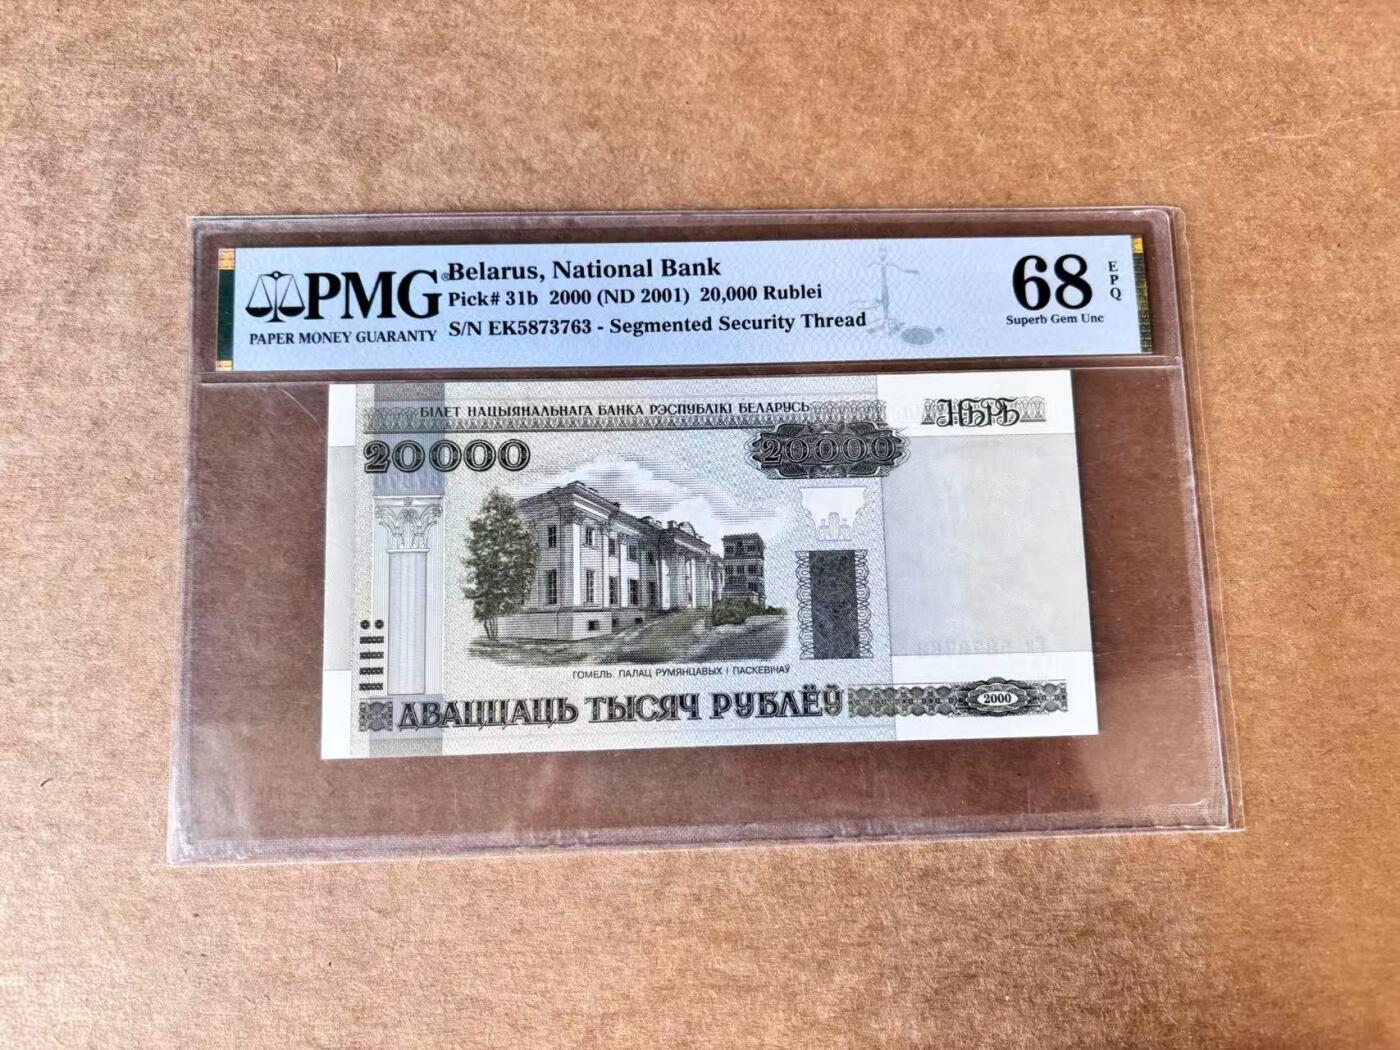 PMG®
PAPER MONEY GUARANTY
Belarus, National Bank
Pick# 31b 2000 (ND 2001) 20,000 Rublei
S/N EK5873763 - Segmented Security Thread
68
EPQ
Superb Gem Unc
БІЛЕТ НАЦЫЯНАЛЬНАГА БАНКА РЭСПУБЛІКІ БЕЛАРУСЬ
НБРБ
20000
20000
ГОМЕЛЬ. ПАЛАЦ РУМЯНЦАВЫХ І ПАСКЕВІЧАЎ
ДВАЦЦАЦЬ ТЫСЯЧ РУБЛЁЎ
2000